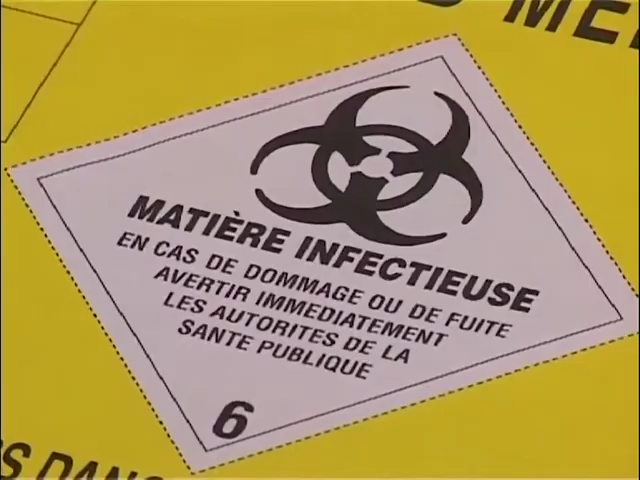 MATIÈRE INFECTIEUSE
EN CAS DE DOMMAGE OU DE FUITE
AVERTIR IMMEDIATEMENT
LES AUTORITES DE LA
SANTE PUBLIQUE
6